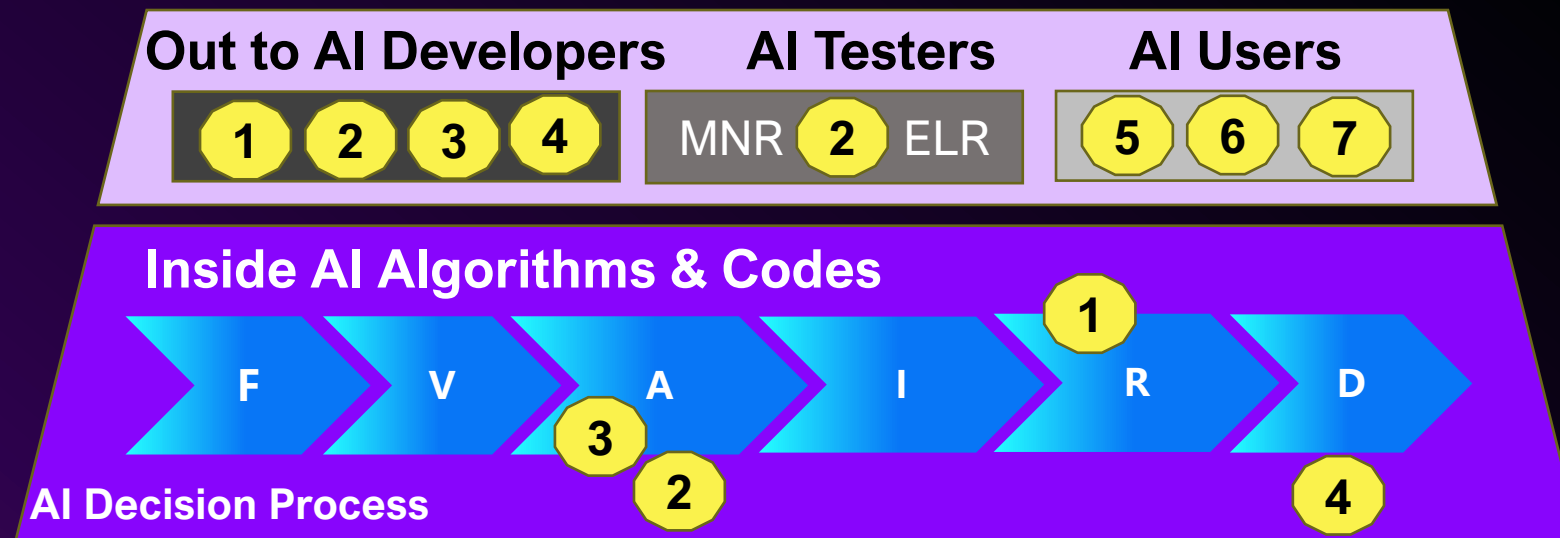 Out to AI Developers AI Testers AI Users
1 2 3 4 MNR 2 ELR 5 6 7
Inside AI Algorithms & Codes
1
F V A I R D
3
2 4
AI Decision Process